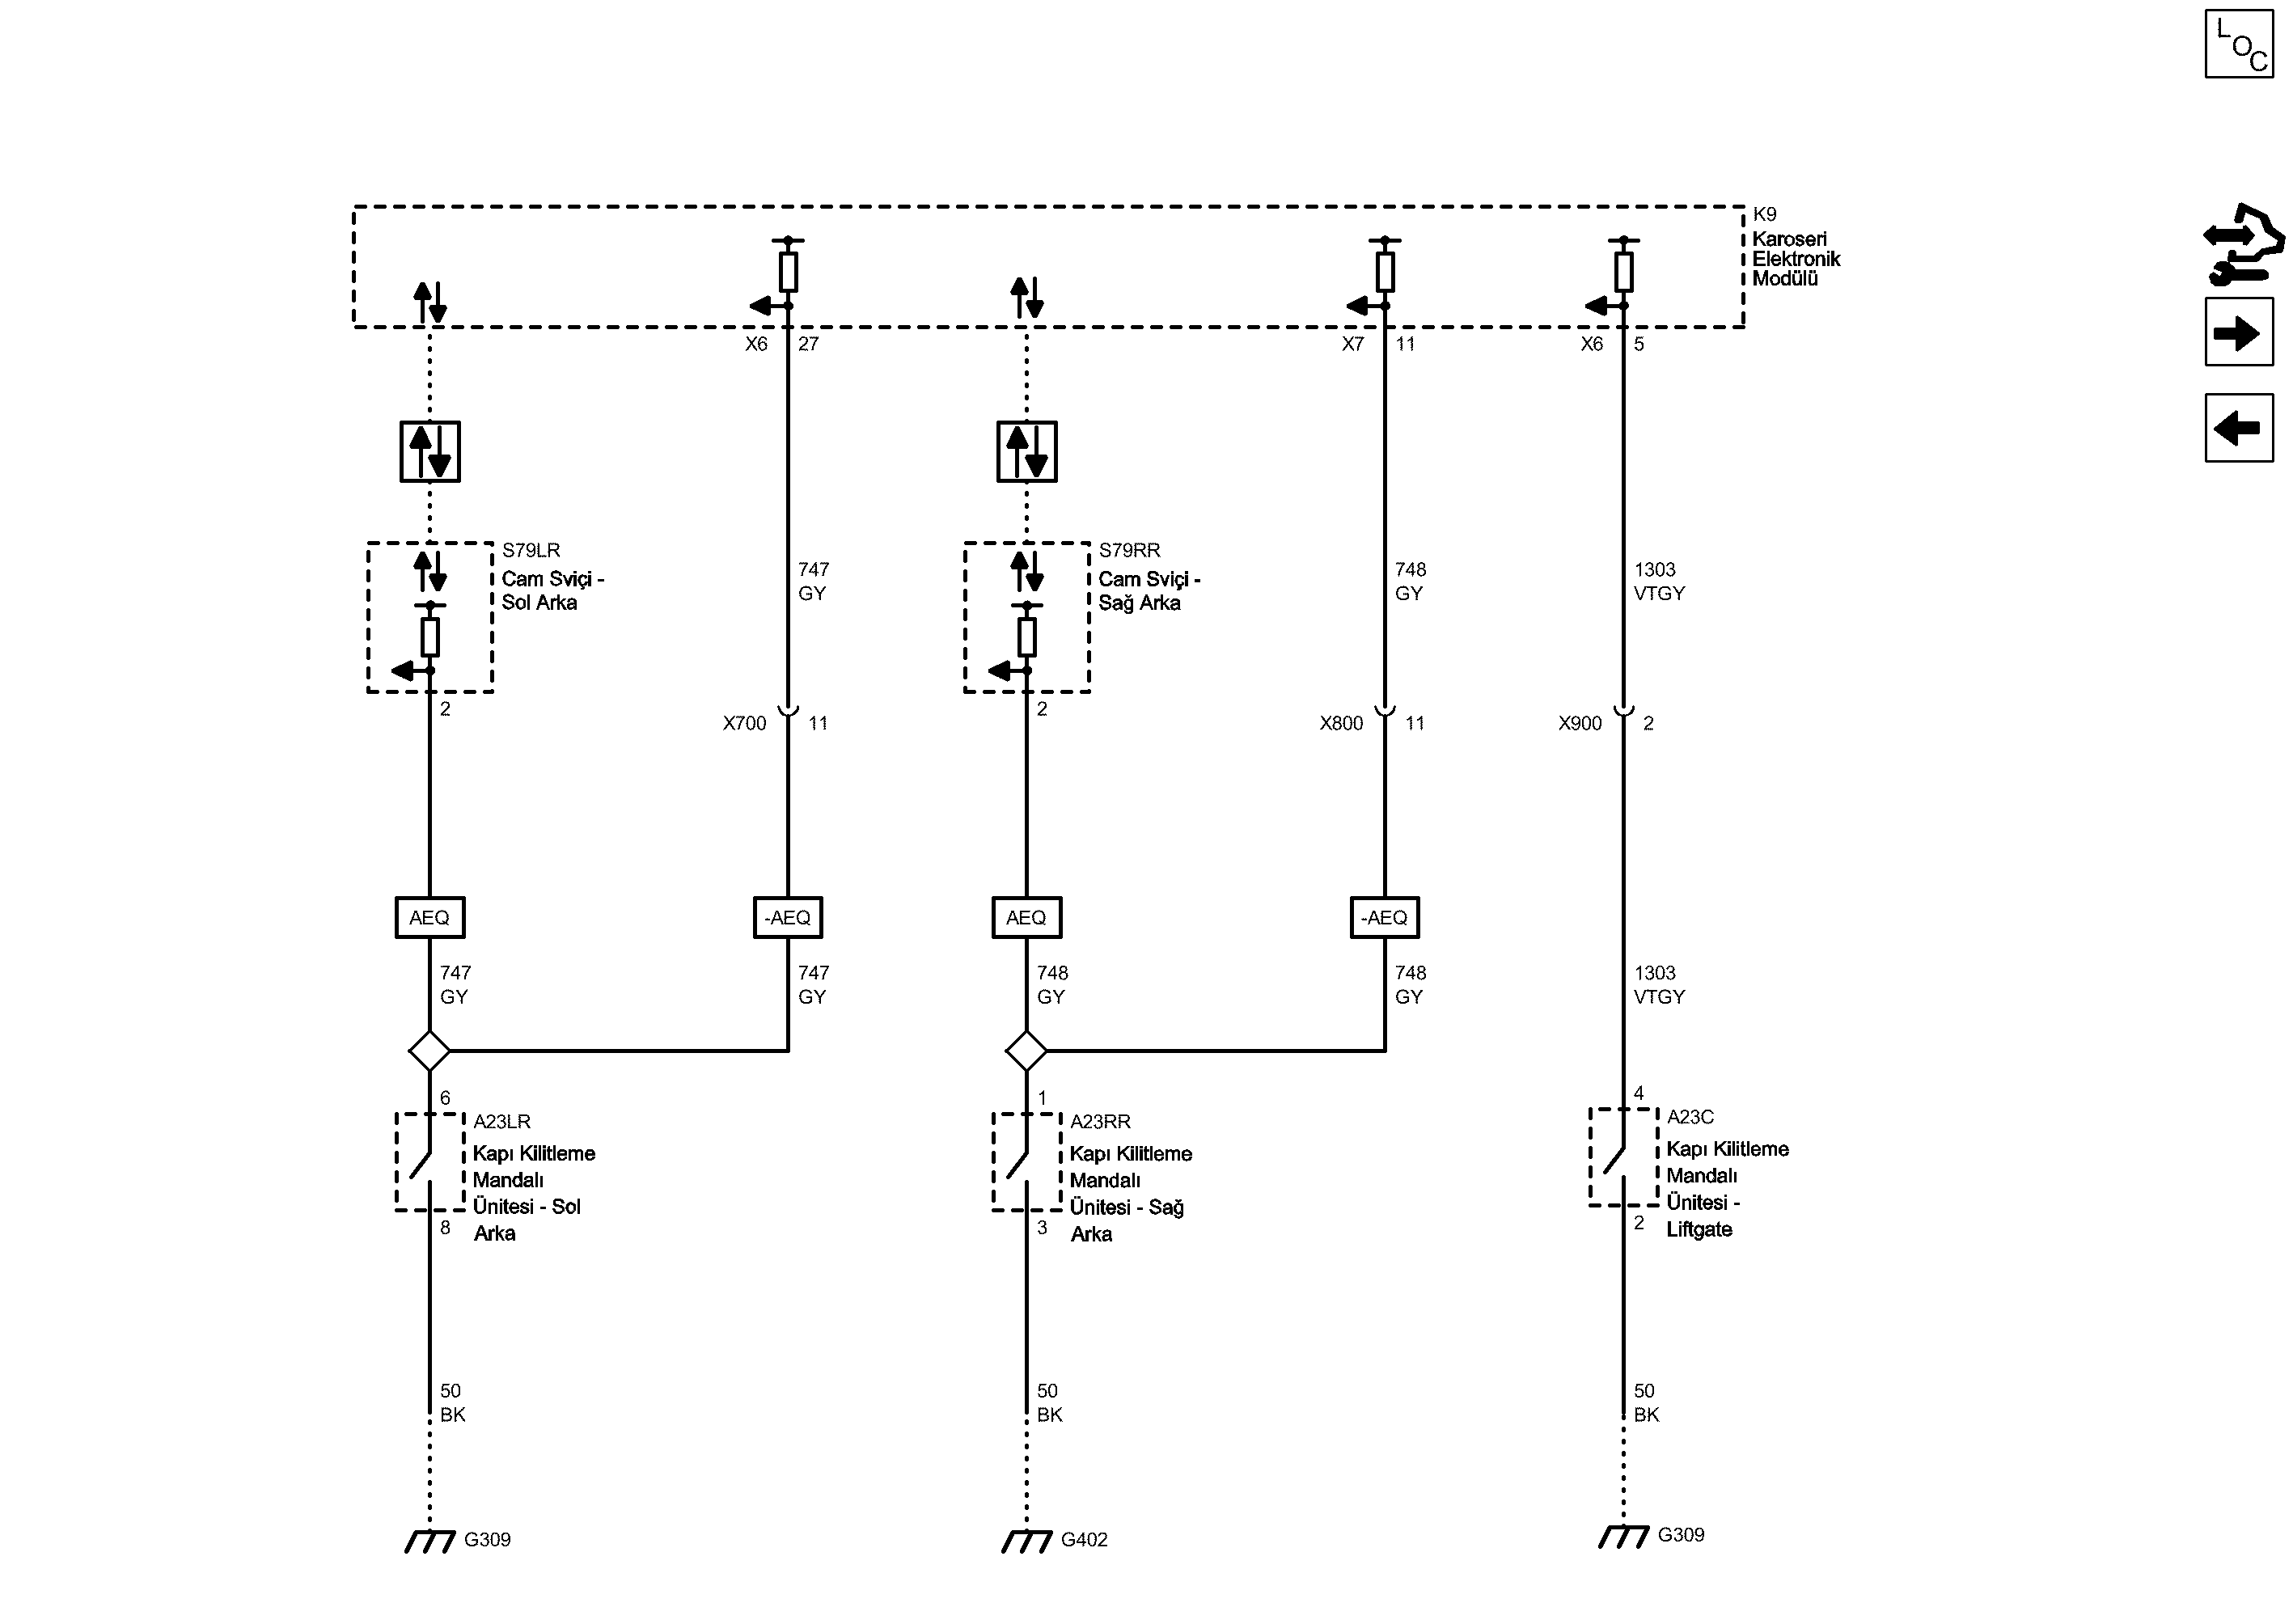 LOC
K9
Karoseri
Elektronik
Modülü
X6 27
X7 11
X6 5
S79LR
Cam Sviçi -
Sol Arka
S79RR
Cam Sviçi -
Sağ Arka
747
GY
748
GY
1303
VTGY
2
2
X700 11
X800 11
X900 2
AEQ
-AEQ
AEQ
-AEQ
747
GY
747
GY
748
GY
748
GY
1303
VTGY
6
A23LR
Kapı Kilitleme
Mandalı
Ünitesi - Sol
Arka
8
1
A23RR
Kapı Kilitleme
Mandalı
Ünitesi - Sağ
Arka
3
4
A23C
Kapı Kilitleme
Mandalı
Ünitesi -
Liftgate
2
50
BK
50
BK
50
BK
G309
G402
G309